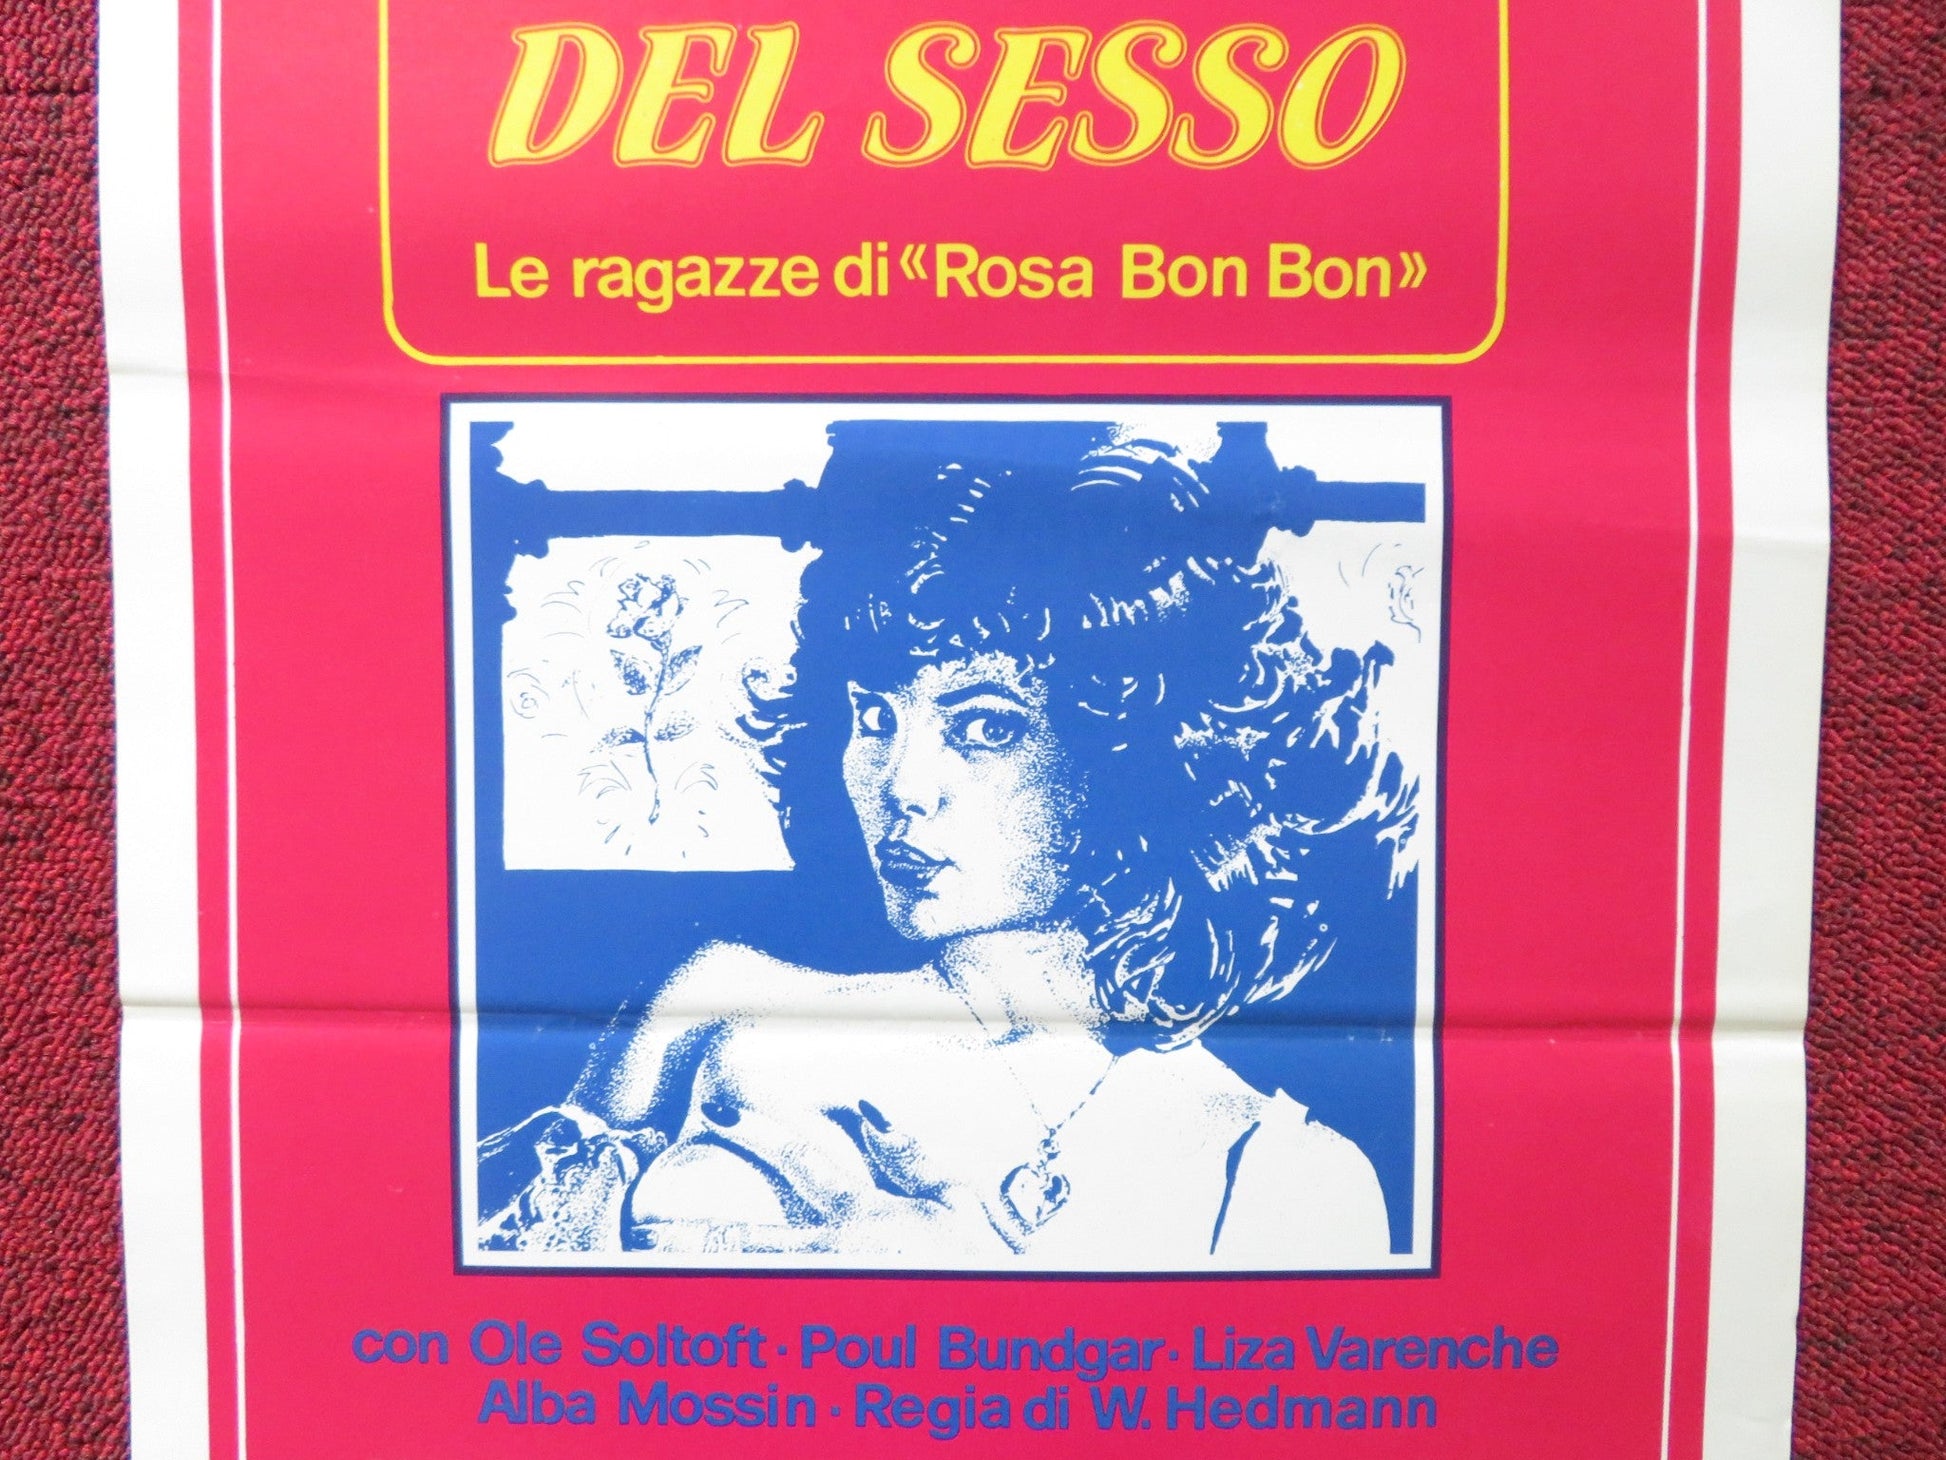 DEL SESSO
Le ragazze di «Rosa Bon Bon»
con Ole Soltoft · Poul Bundgar · Liza Varenche
Alba Mossin · Regia di W. Hedmann